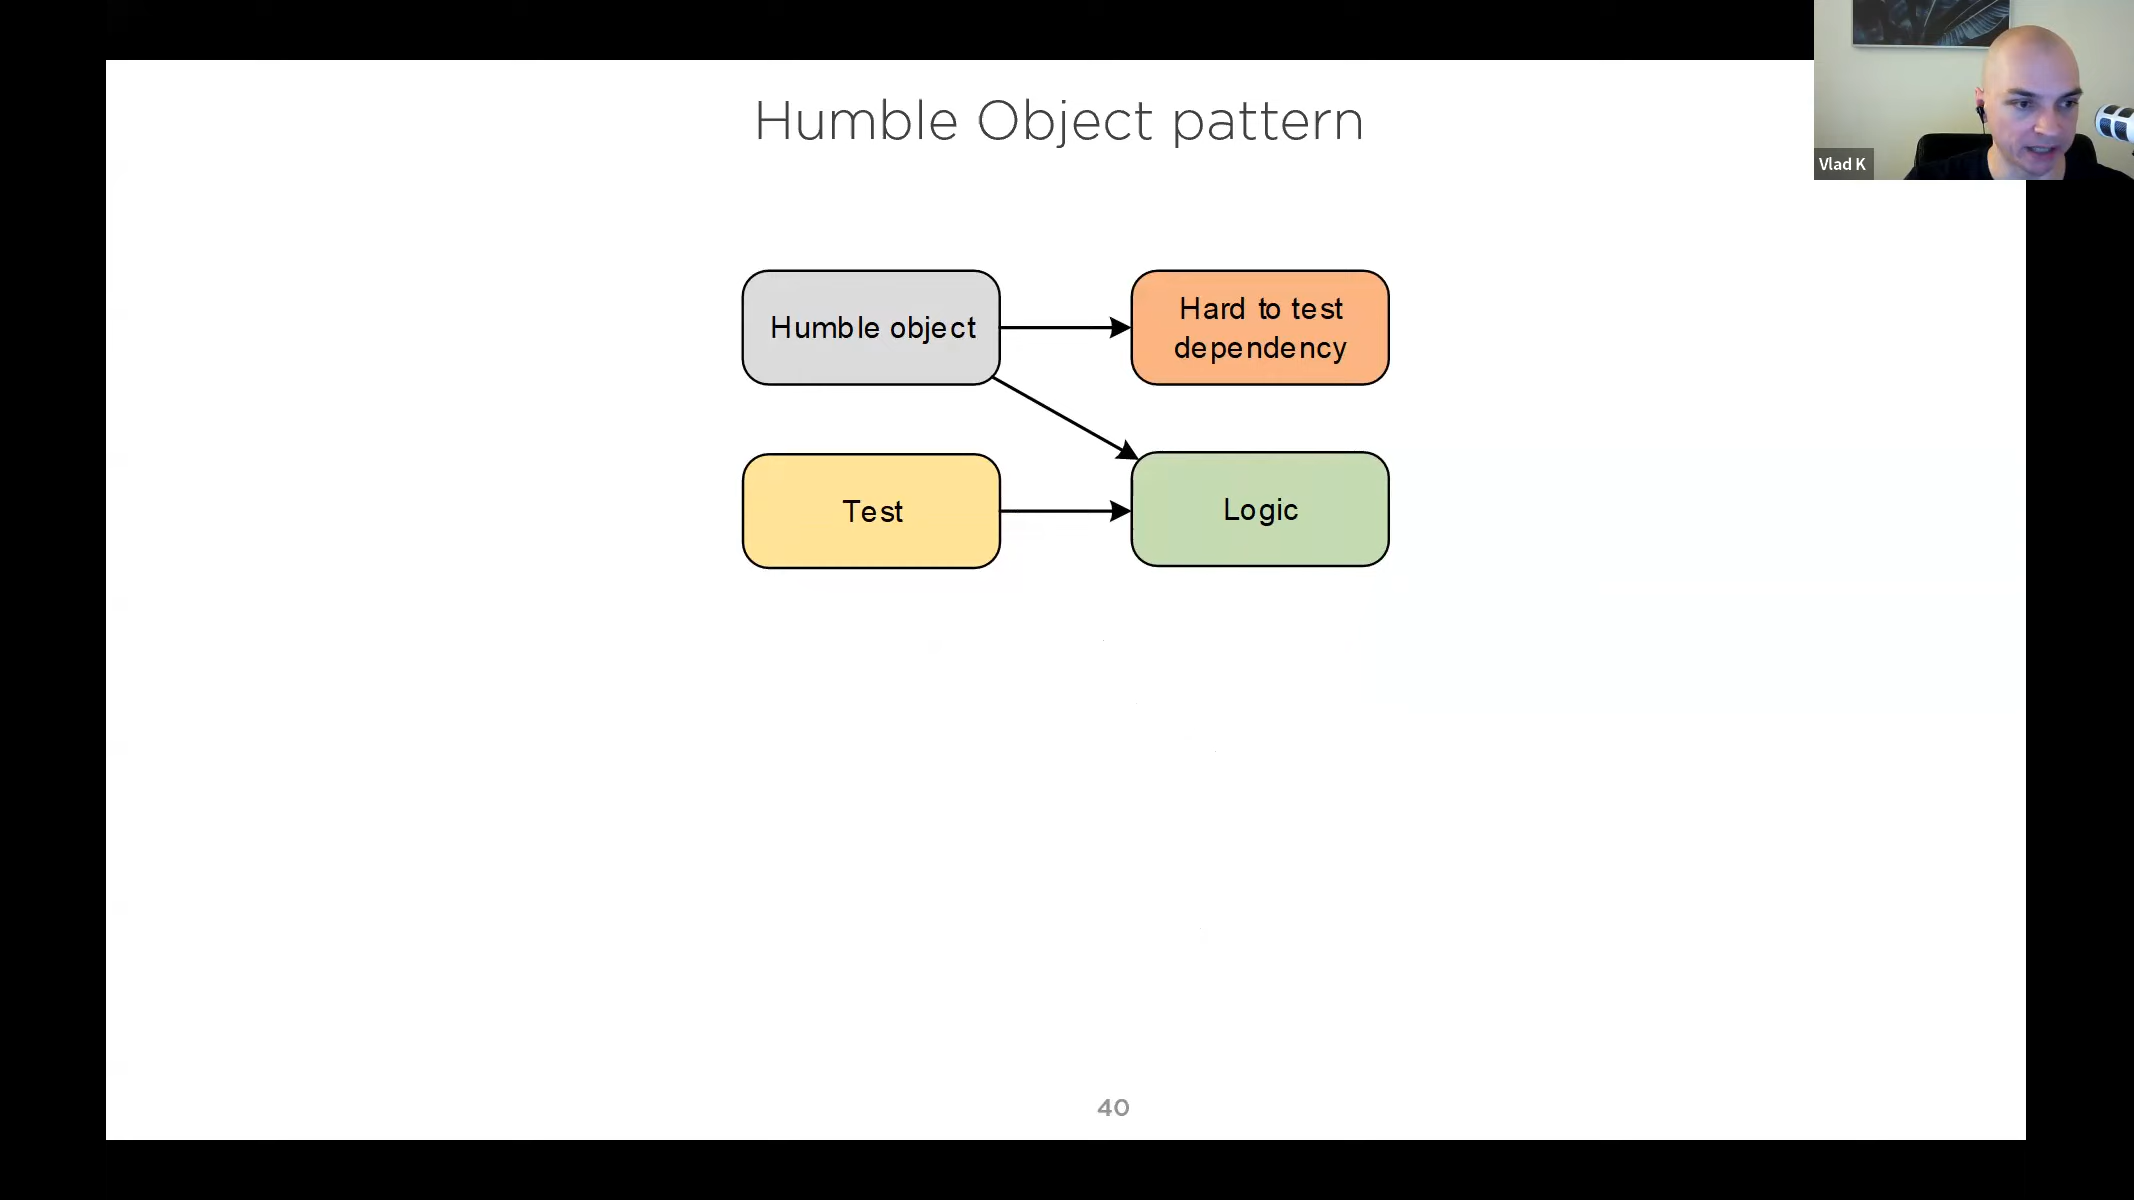 Humble Object pattern
Vlad K
Humble object
Hard to test
dependency
Test
Logic
40